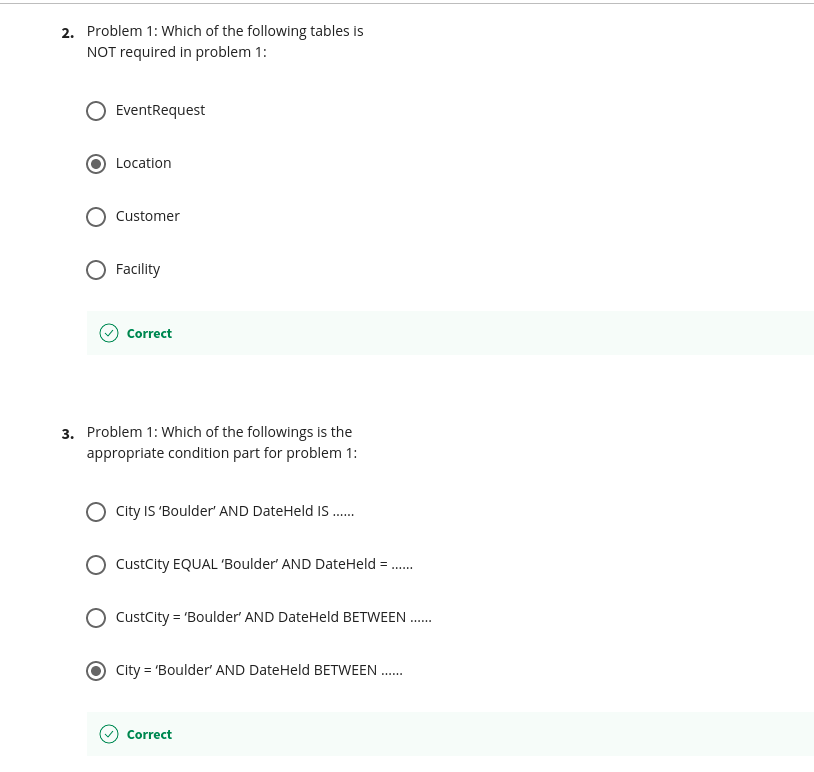 2. Problem 1: Which of the following tables is
NOT required in problem 1:
EventRequest
Location
Customer
Facility
Correct
3. Problem 1: Which of the followings is the
appropriate condition part for problem 1:
City IS ‘Boulder’ AND DateHeld IS ......
CustCity EQUAL ‘Boulder’ AND DateHeld = ......
CustCity = ‘Boulder’ AND DateHeld BETWEEN ......
City = ‘Boulder’ AND DateHeld BETWEEN ......
Correct